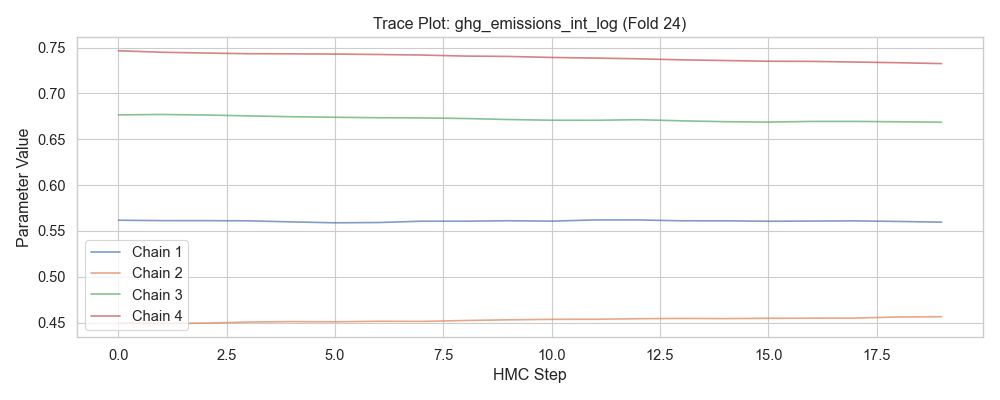 Trace Plot: ghg_emissions_int_log (Fold 24)
Parameter Value
0.75
0.70
0.65
0.60
0.55
0.50
0.45
Chain 1
Chain 2
Chain 3
Chain 4
0.0 2.5 5.0 7.5 10.0 12.5 15.0 17.5
HMC Step